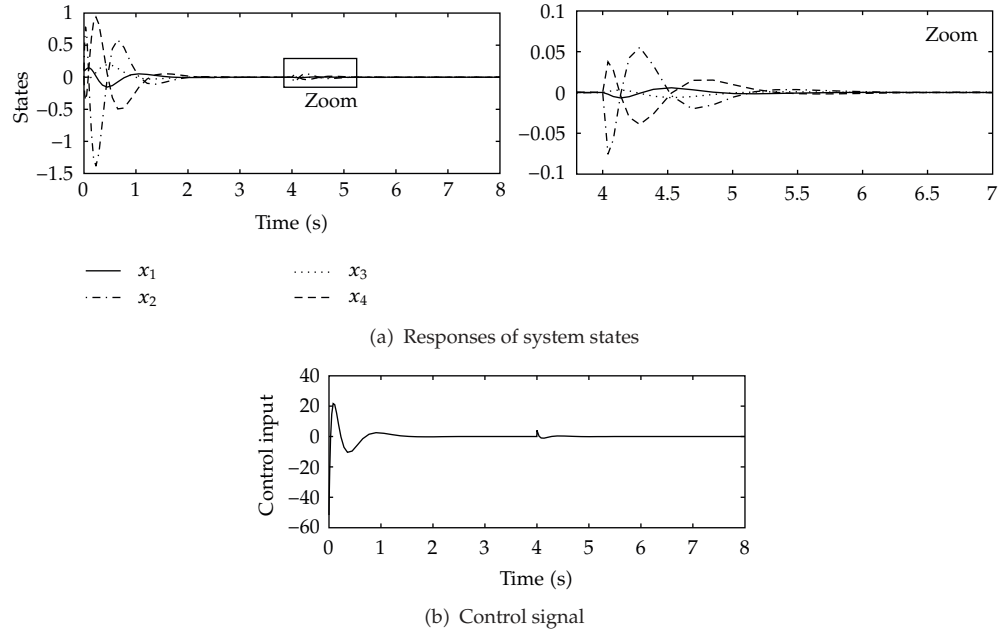 1
0.5
0
−0.5
−1
−1.5
States
Zoom
0 1 2 3 4 5 6 7 8
Time (s)
0.1
0.05
0
−0.05
−0.1
Zoom
4 4.5 5 5.5 6 6.5 7
x1
x2
x3
x4
(a) Responses of system states
40
20
0
−20
−40
−60
Control input
0 1 2 3 4 5 6 7 8
Time (s)
(b) Control signal